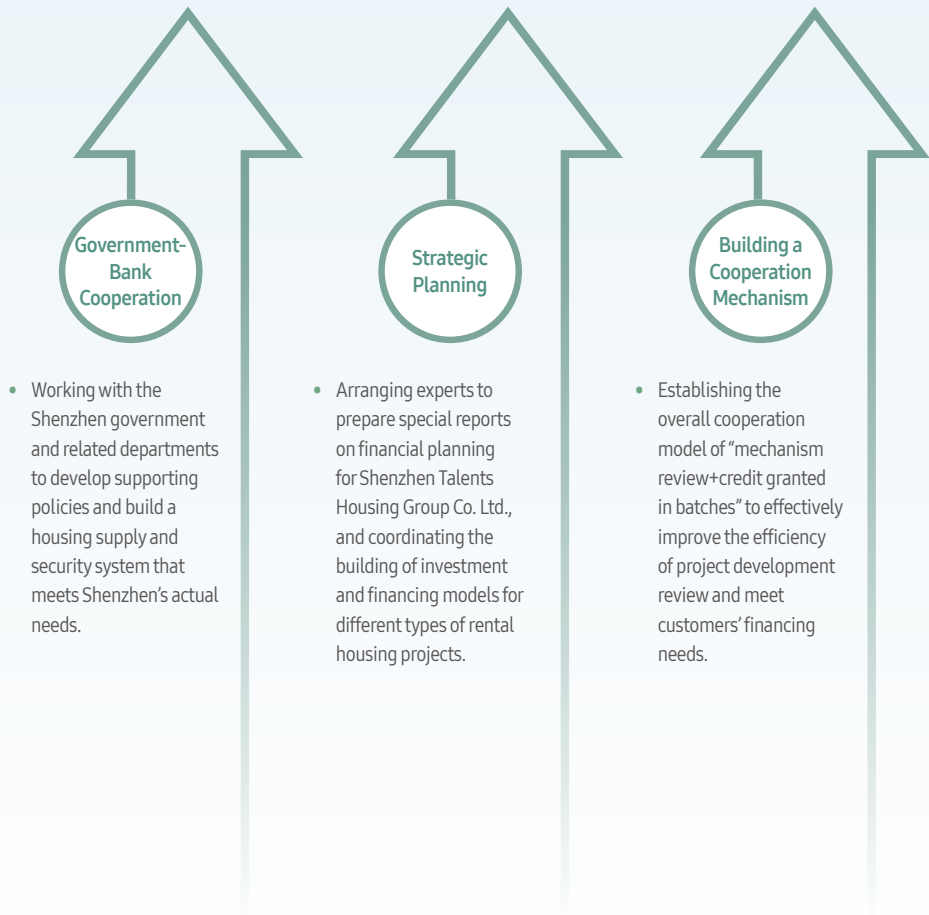 Government-
Bank
Cooperation
• Working with the
Shenzhen government
and related departments
to develop supporting
policies and build a
housing supply and
security system that
meets Shenzhen’s actual
needs.
Strategic
Planning
• Arranging experts to
prepare special reports
on financial planning
for Shenzhen Talents
Housing Group Co. Ltd.,
and coordinating the
building of investment
and financing models for
different types of rental
housing projects.
Building a
Cooperation
Mechanism
• Establishing the
overall cooperation
model of “mechanism
review+credit granted
in batches” to effectively
improve the efficiency
of project development
review and meet
customers’ financing
needs.